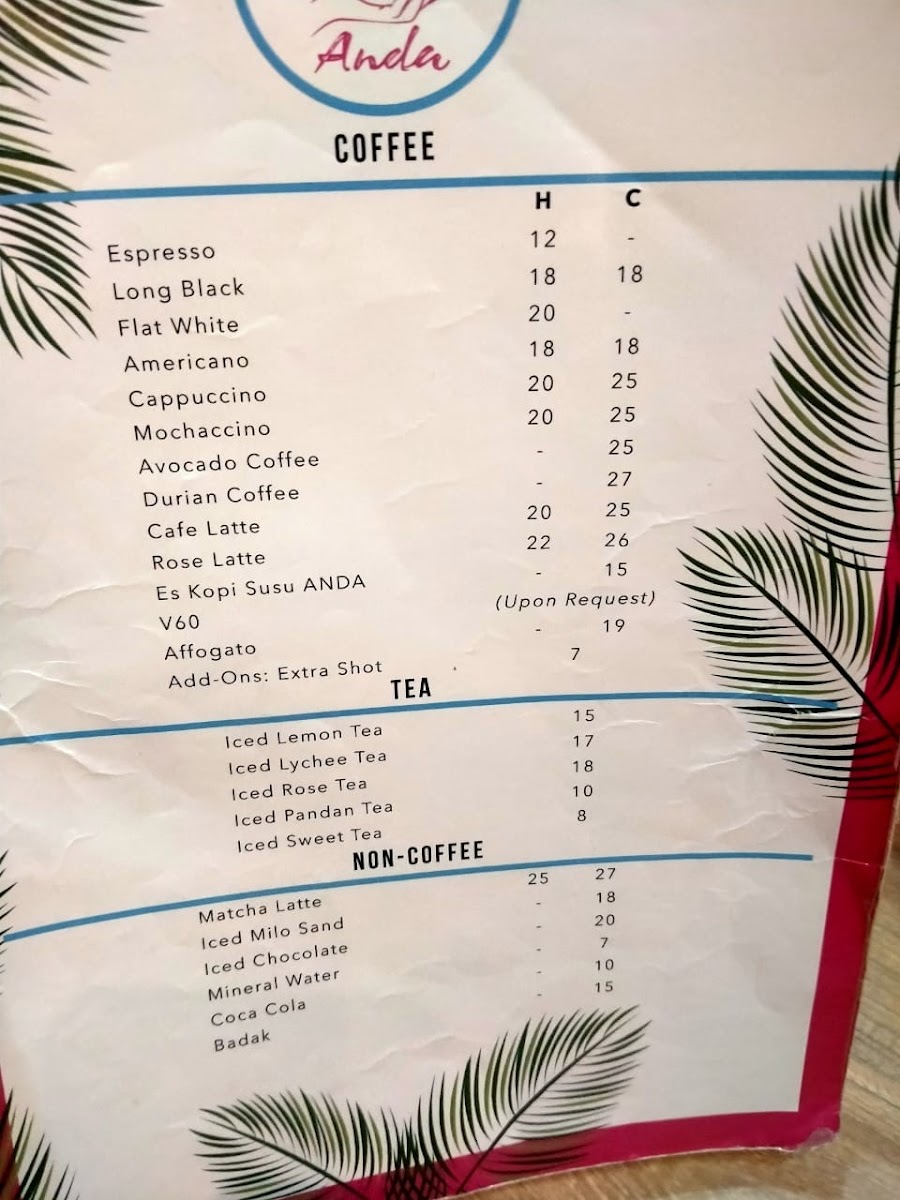 Anda
COFFEE
H C
Espresso 12 -
Long Black 18 18
Flat White 20 -
Americano 18 18
Cappuccino 20 25
Mochaccino 20 25
Avocado Coffee - 25
Durian Coffee - 27
Cafe Latte 20 25
Rose Latte 22 26
Es Kopi Susu ANDA - 15
V60 (Upon Request)
Affogato - 19
Add-Ons: Extra Shot 7
TEA
Iced Lemon Tea 15
Iced Lychee Tea 17
Iced Rose Tea 18
Iced Pandan Tea 10
Iced Sweet Tea 8
NON-COFFEE
Matcha Latte 25 27
Iced Milo Sand - 18
Iced Chocolate - 20
Mineral Water - 7
Coca Cola - 10
Badak - 15